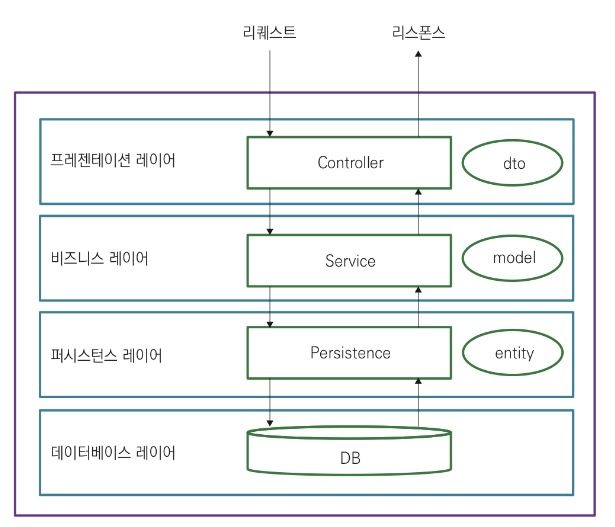 리퀘스트
리스폰스
프레젠테이션 레이어
Controller
dto
비즈니스 레이어
Service
model
퍼시스턴스 레이어
Persistence
entity
데이터베이스 레이어
DB